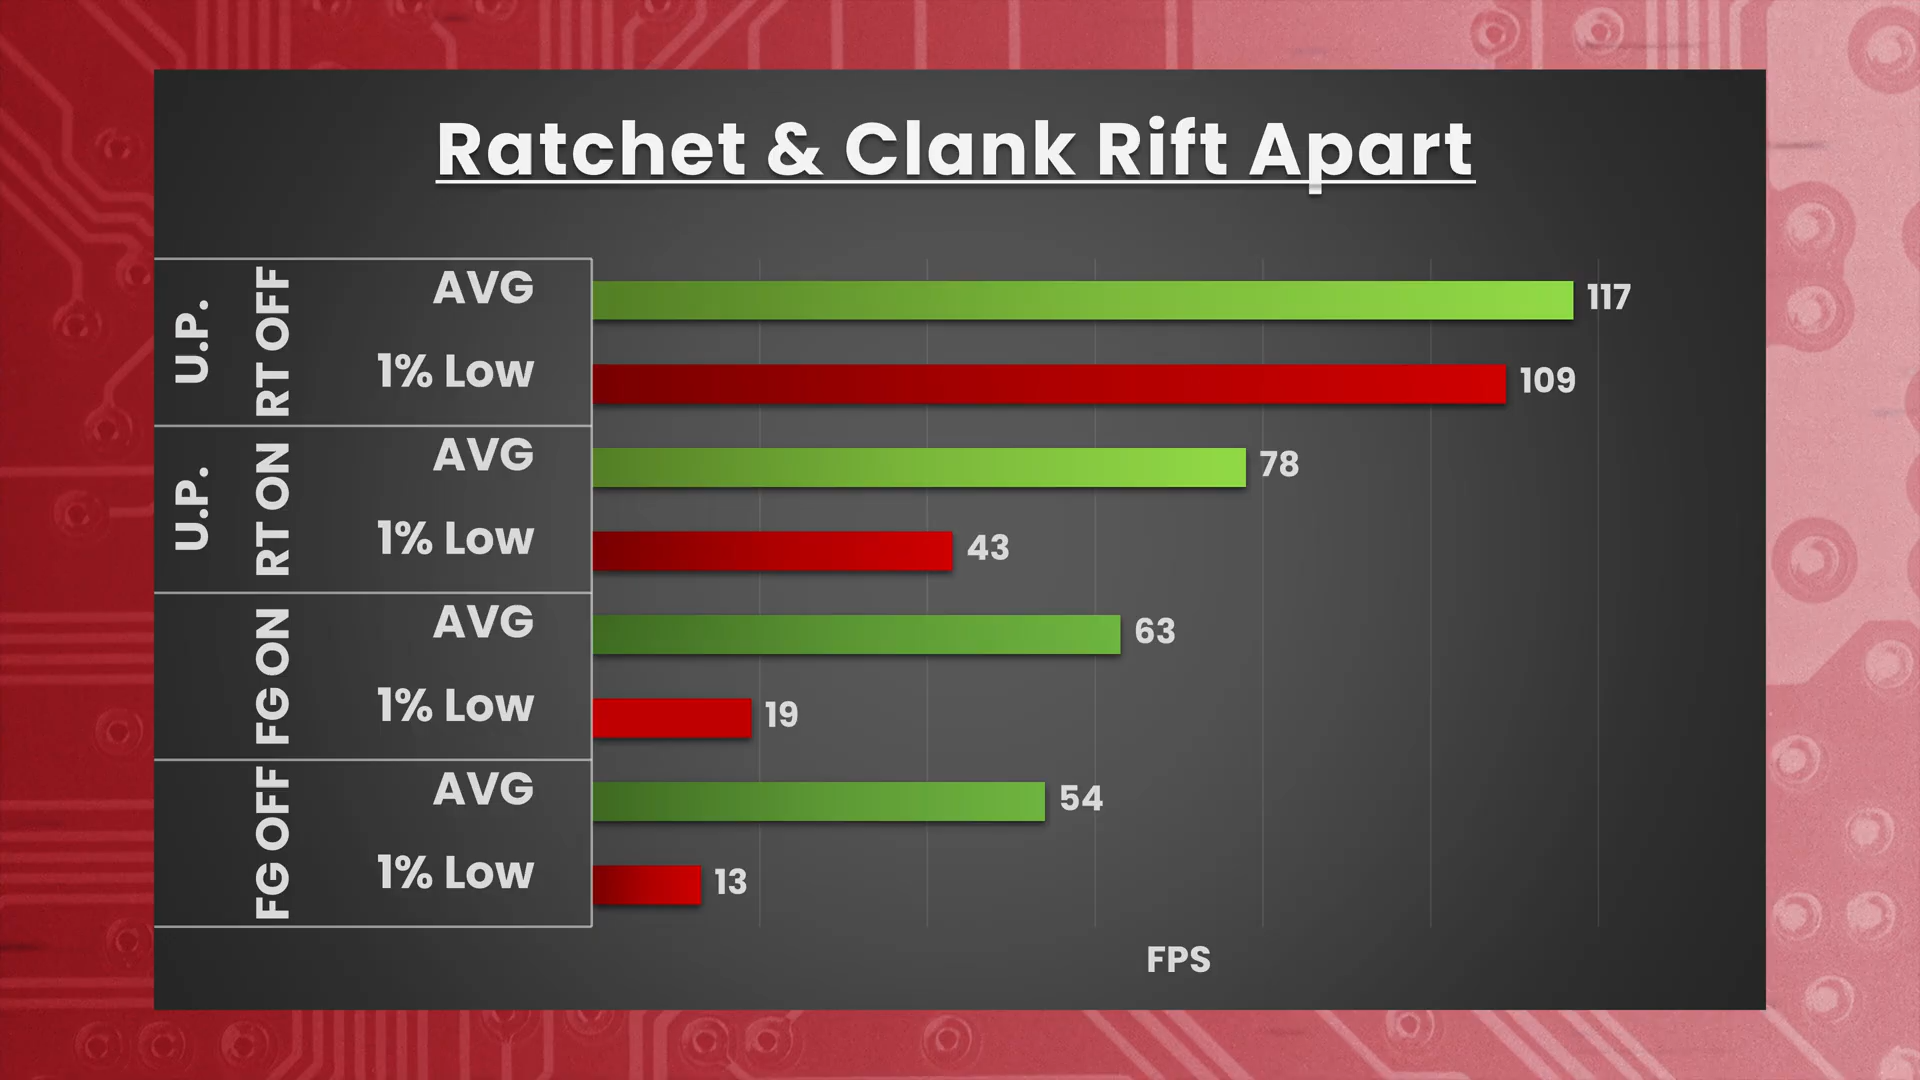 Ratchet & Clank Rift Apart
U.P.
RT OFF
AVG
117
1% Low
109
U.P.
RT ON
AVG
78
1% Low
43
FG ON
AVG
63
1% Low
19
FG OFF
AVG
54
1% Low
13
FPS